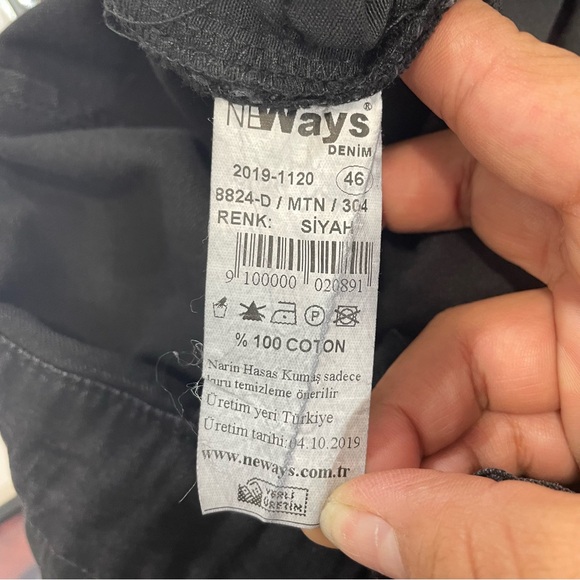 NEWays®
DENİM
2019-1120 46
8824-D / MTN / 304
RENK: SİYAH
9 100000 020891
P
% 100 COTON
Narin Hasas Kumaş sadece
kuru temizleme önerilir
Üretim yeri Türkiye
Üretim tarihi:04.10.2019
www.neways.com.tr
YERLİ
ÜRETİM